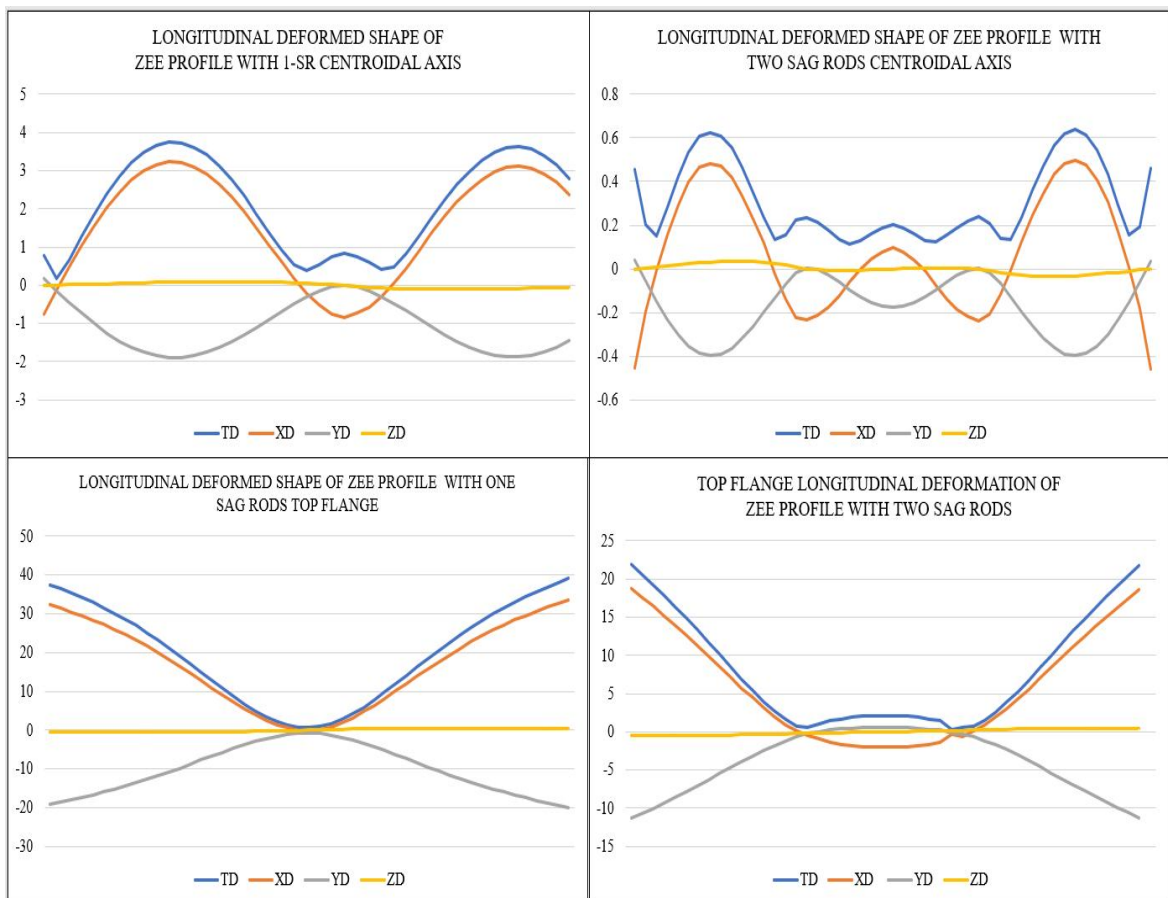 LONGITUDINAL DEFORMED SHAPE OF
ZEE PROFILE WITH 1-SR CENTROIDAL AXIS
5
4
3
2
1
0
-1
-2
-3
TD XD YD ZD
LONGITUDINAL DEFORMED SHAPE OF ZEE PROFILE WITH
TWO SAG RODS CENTROIDAL AXIS
0.8
0.6
0.4
0.2
0
-0.2
-0.4
-0.6
TD XD YD ZD
LONGITUDINAL DEFORMED SHAPE OF ZEE PROFILE WITH ONE
SAG RODS TOP FLANGE
50
40
30
20
10
0
-10
-20
-30
TD XD YD ZD
TOP FLANGE LONGITUDINAL DEFORMATION OF
ZEE PROFILE WITH TWO SAG RODS
25
20
15
10
5
0
-5
-10
-15
TD XD YD ZD